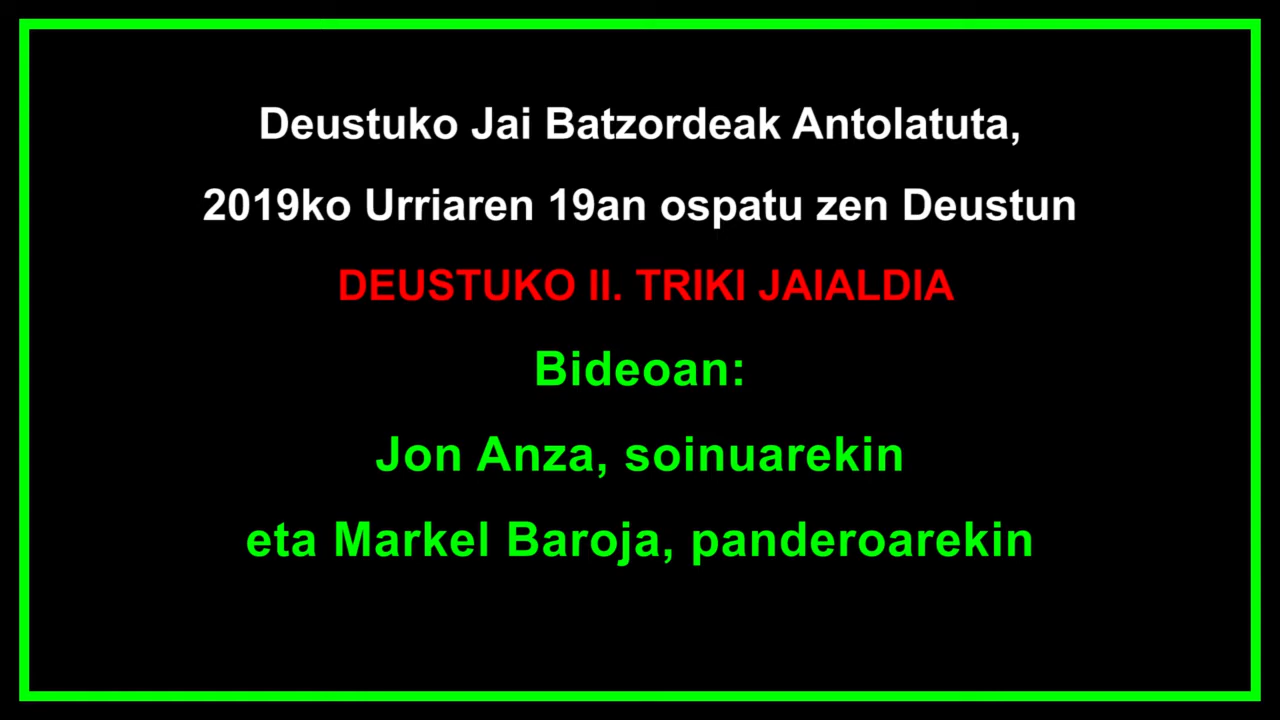 Deustuko Jai Batzordeak Antolatuta,
2019ko Urriaren 19an ospatu zen Deustun
DEUSTUKO II. TRIKI JAIALDIA
Bideoan:
Jon Anza, soinuarekin
eta Markel Baroja, panderoarekin